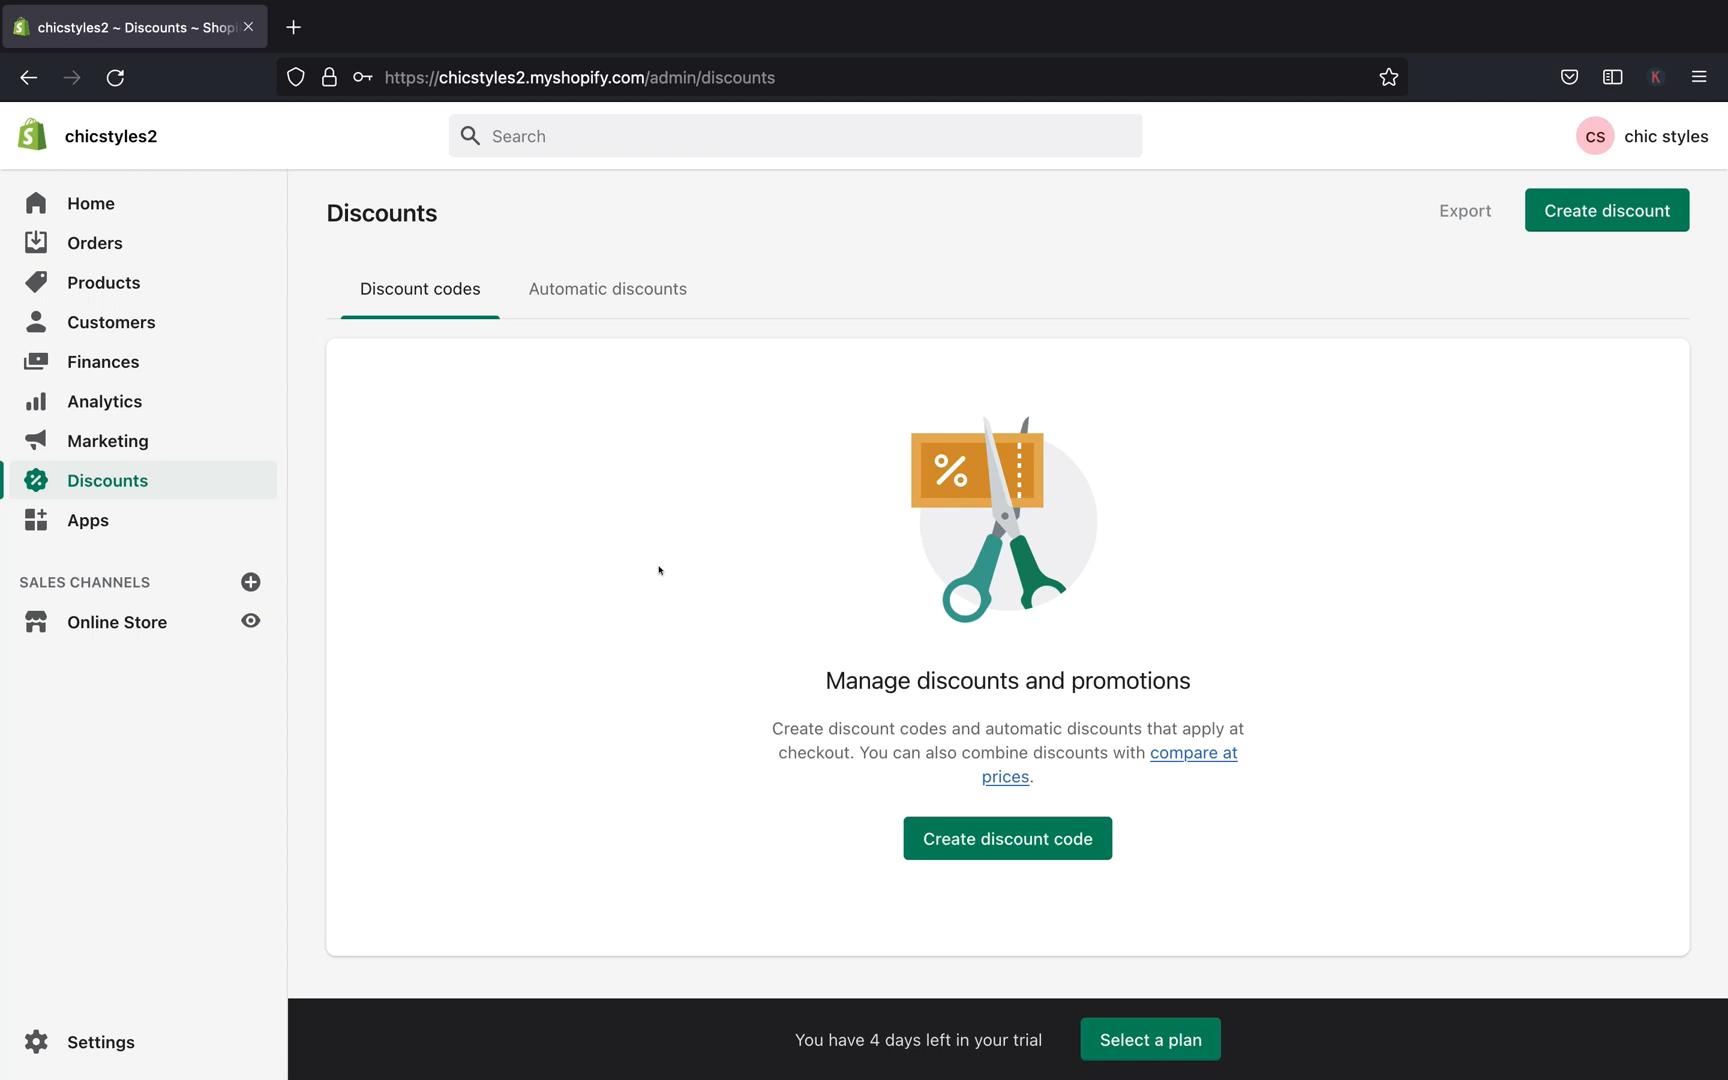 chicstyles2 ~ Discounts ~ Shopi
https://chicstyles2.myshopify.com/admin/discounts
K
chicstyles2
Search
CS
chic styles
Home
Orders
Products
Customers
Finances
Analytics
Marketing
Discounts
Apps
SALES CHANNELS
Online Store
Settings
Discounts
Export
Create discount
Discount codes
Automatic discounts
%
Manage discounts and promotions
Create discount codes and automatic discounts that apply at
checkout. You can also combine discounts with compare at
prices.
Create discount code
You have 4 days left in your trial
Select a plan